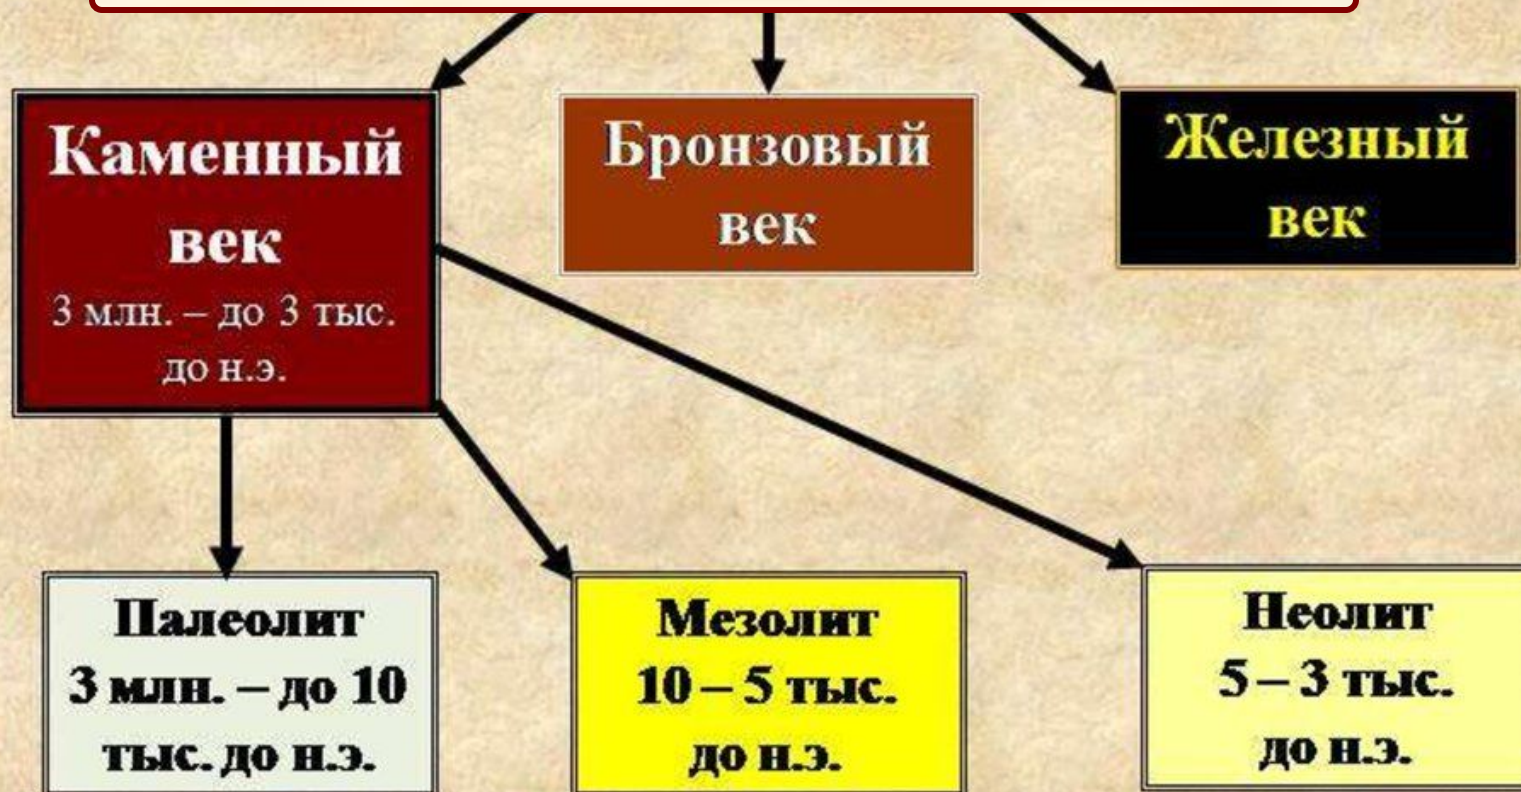 Каменный
век
3 млн. – до 3 тыс.
до н.э.
Бронзовый
век
Железный
век
Палеолит
3 млн. – до 10
тыс. до н.э.
Мезолит
10 – 5 тыс.
до н.э.
Неолит
5 – 3 тыс.
до н.э.